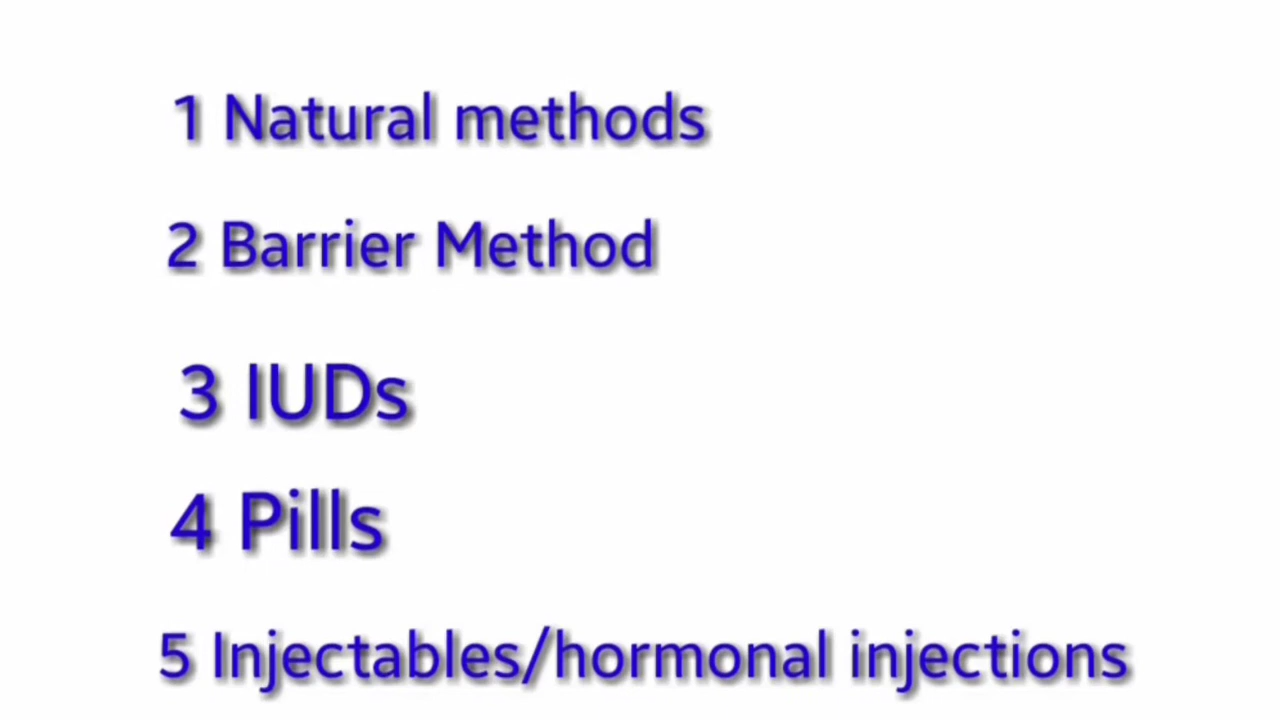 1 Natural methods
2 Barrier Method
3 IUDs
4 Pills
5 Injectables/hormonal injections